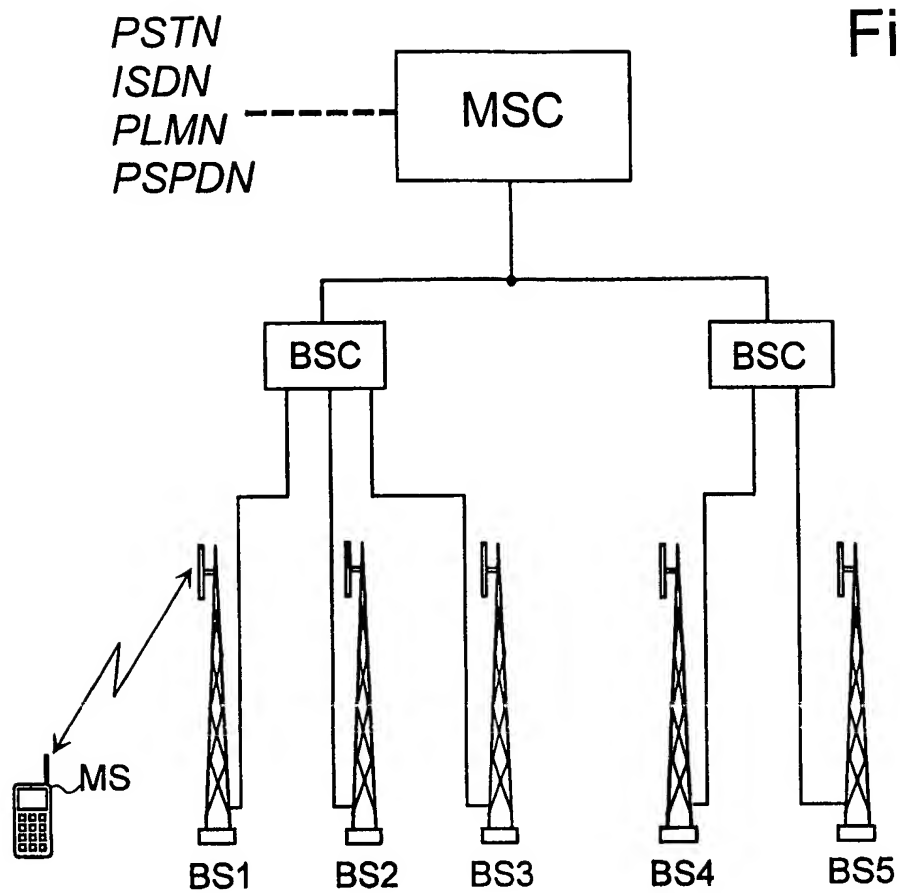 PSTN
ISDN
PLMN
PSPDN
Fi
MSC
BSC
BSC
MS
BS1
BS2
BS3
BS4
BS5